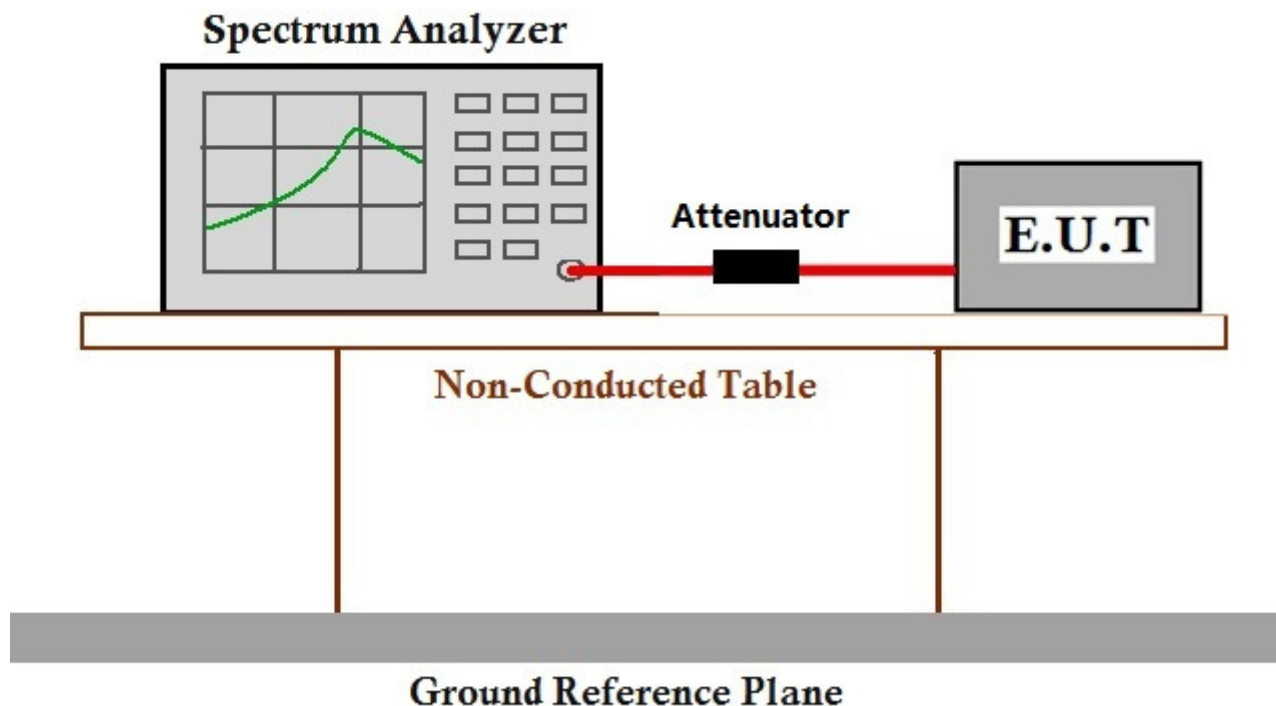 Spectrum Analyzer
Attenuator
E.U.T
Non-Conducted Table
Ground Reference Plane